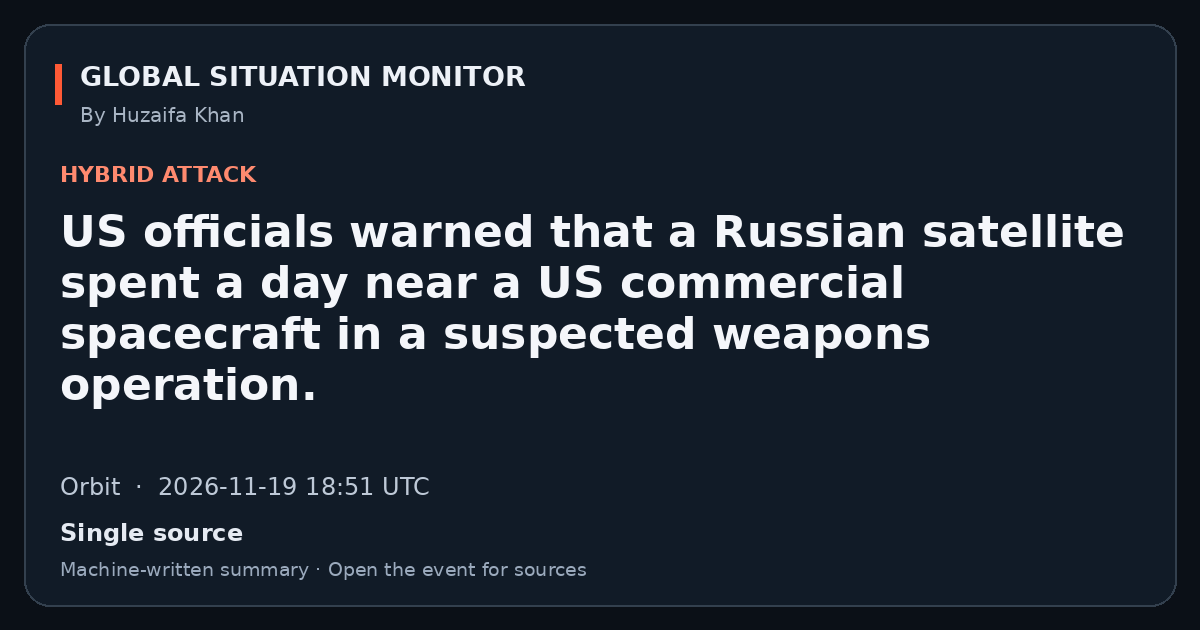 GLOBAL SITUATION MONITOR
By Huzaifa Khan
HYBRID ATTACK
US officials warned that a Russian satellite
spent a day near a US commercial
spacecraft in a suspected weapons
operation.
Orbit · 2026-11-19 18:51 UTC
Single source
Machine-written summary · Open the event for sources